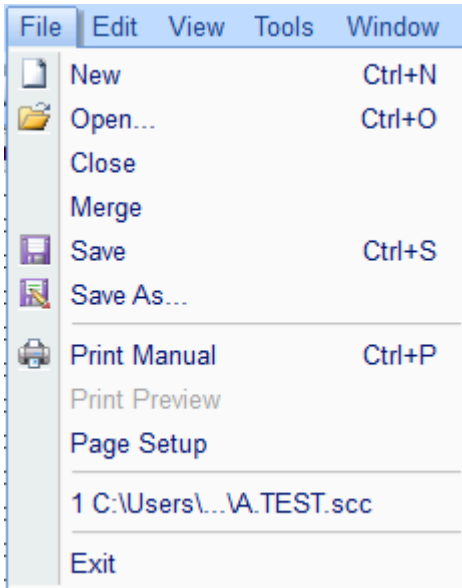 File Edit View Tools Window
New Ctrl+N
Open... Ctrl+O
Close
Merge
Save Ctrl+S
Save As...
Print Manual Ctrl+P
Print Preview
Page Setup
1 C:\Users\...\A.TEST.scc
Exit